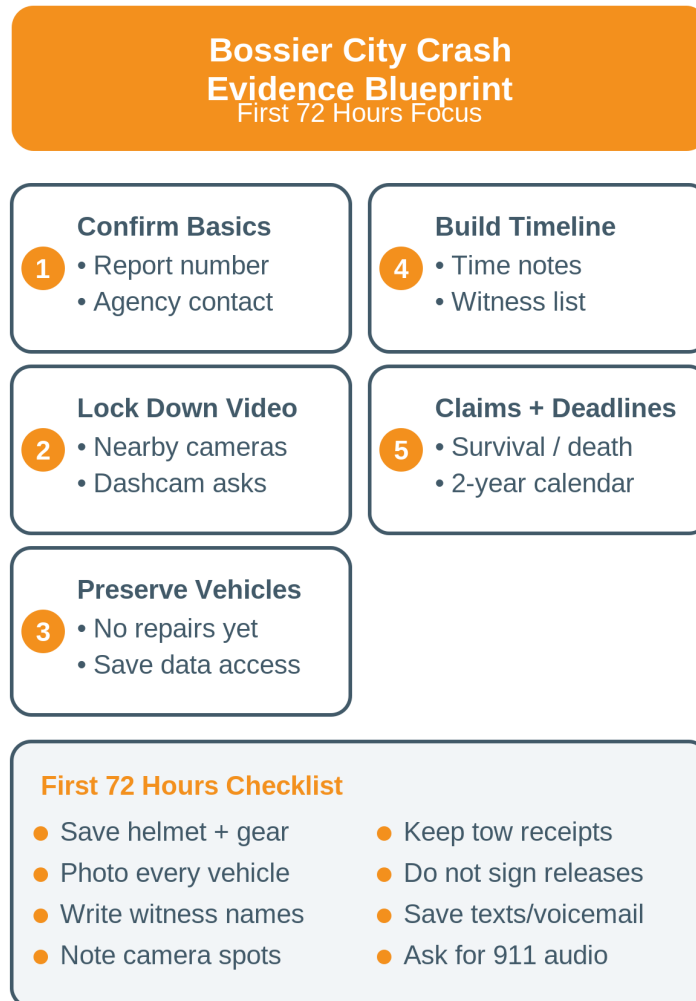 Bossier City Crash
Evidence Blueprint
First 72 Hours Focus
1
Confirm Basics
• Report number
• Agency contact
2
Lock Down Video
• Nearby cameras
• Dashcam asks
3
Preserve Vehicles
• No repairs yet
• Save data access
4
Build Timeline
• Time notes
• Witness list
5
Claims + Deadlines
• Survival / death
• 2-year calendar
First 72 Hours Checklist
Save helmet + gear
Photo every vehicle
Write witness names
Note camera spots
Keep tow receipts
Do not sign releases
Save texts/voicemail
Ask for 911 audio